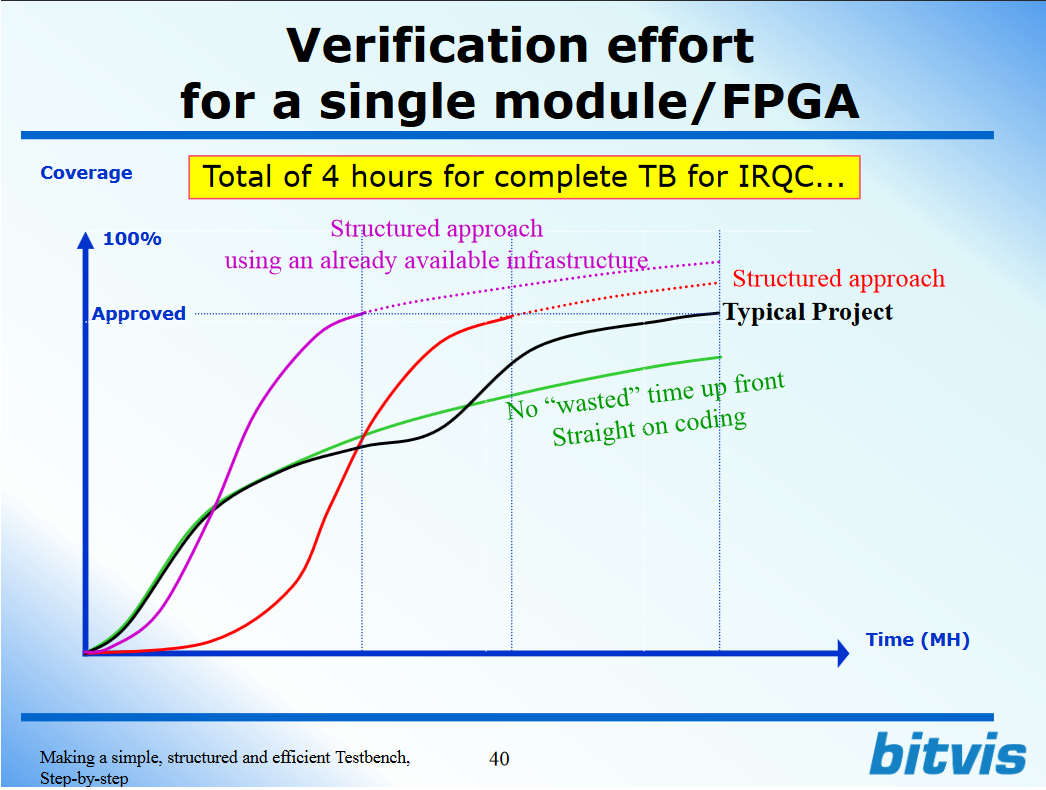 Verification effort
for a single module/FPGA
Coverage
Total of 4 hours for complete TB for IRQC...
100%
Structured approach
using an already available infrastructure
Structured approach
Approved
Typical Project
No “wasted” time up front
Straight on coding
Time (MH)
Making a simple, structured and efficient Testbench,
Step-by-step
40
bitvis